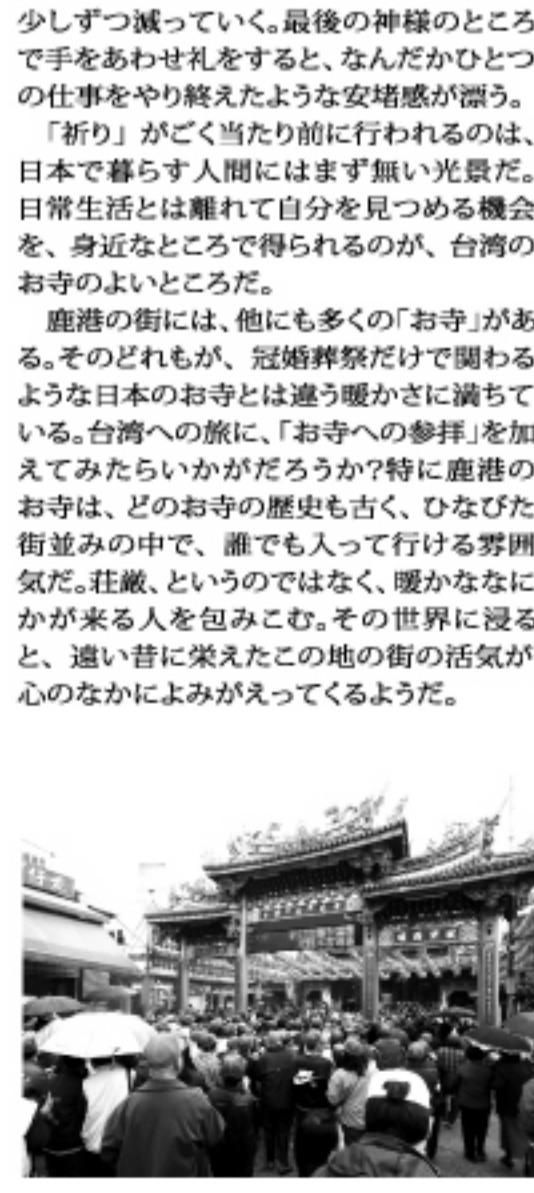 少しずつ減っていく。最後の神様のところ
で手をあわせ礼をすると、なんだかひとつ
の仕事をやり終えたような安堵感が漂う。
「祈り」がごく当たり前に行われるのは、
日本で暮らす人間にはまず無い光景だ。
日常生活とは離れて自分を見つめる機会
を、身近なところで得られるのが、台湾の
お寺のよいところだ。
鹿港の街には、他にも多くの「お寺」があ
る。そのどれもが、冠婚葬祭だけで関わる
ような日本のお寺とは違う暖かさに満ちて
いる。台湾への旅に、「お寺への参拝」を加
えてみたらいかがだろうか?特に鹿港の
お寺は、どのお寺の歴史も古く、ひなびた
街並みの中で、誰でも入って行ける雰囲
気だ。荘厳、というのではなく、暖かななに
かが来る人を包みこむ。その世界に浸る
と、遠い昔に栄えたこの地の街の活気が
心のなかによみがえってくるようだ。